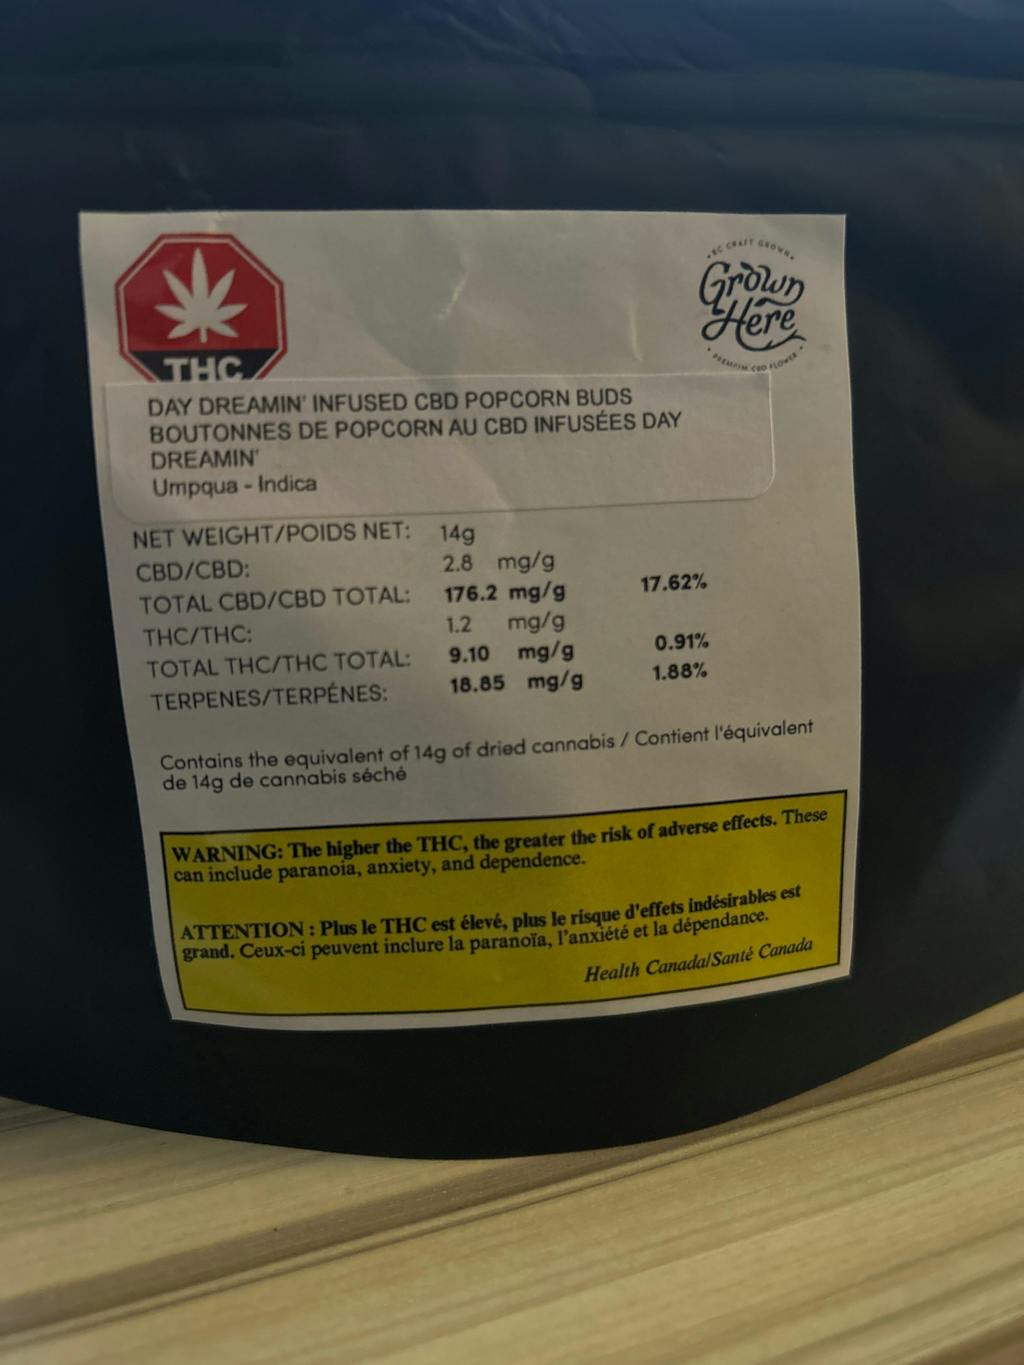 THC
BC CRAFT GROWN
Grown
Here
PREMIUM CBD FLOWER
DAY DREAMIN' INFUSED CBD POPCORN BUDS
BOUTONNES DE POPCORN AU CBD INFUSÉES DAY
DREAMIN'
Umpqua - Indica
NET WEIGHT/POIDS NET: 14g
CBD/CBD: 2.8 mg/g
TOTAL CBD/CBD TOTAL: 176.2 mg/g 17.62%
THC/THC: 1.2 mg/g
TOTAL THC/THC TOTAL: 9.10 mg/g 0.91%
TERPENES/TERPÉNES: 18.85 mg/g 1.88%
Contains the equivalent of 14g of dried cannabis / Contient l'équivalent
de 14g de cannabis séché
WARNING: The higher the THC, the greater the risk of adverse effects. These
can include paranoia, anxiety, and dependence.
ATTENTION : Plus le THC est élevé, plus le risque d'effets indésirables est
grand. Ceux-ci peuvent inclure la paranoïa, l'anxiété et la dépendance.
Health Canada/Santé Canada